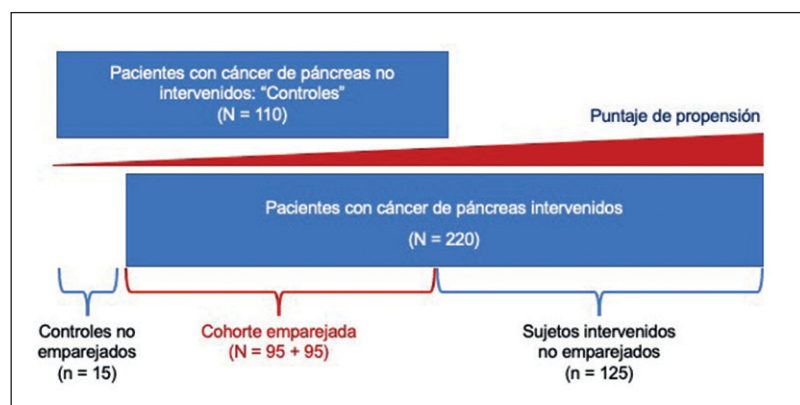 Pacientes con cáncer de páncreas no
intervenidos: “Controles”
(N = 110)
Puntaje de propensión
Pacientes con cáncer de páncreas intervenidos
(N = 220)
Controles no
emparejados
(n = 15)
Cohorte emparejada
(N = 95 + 95)
Sujetos intervenidos
no emparejados
(n = 125)